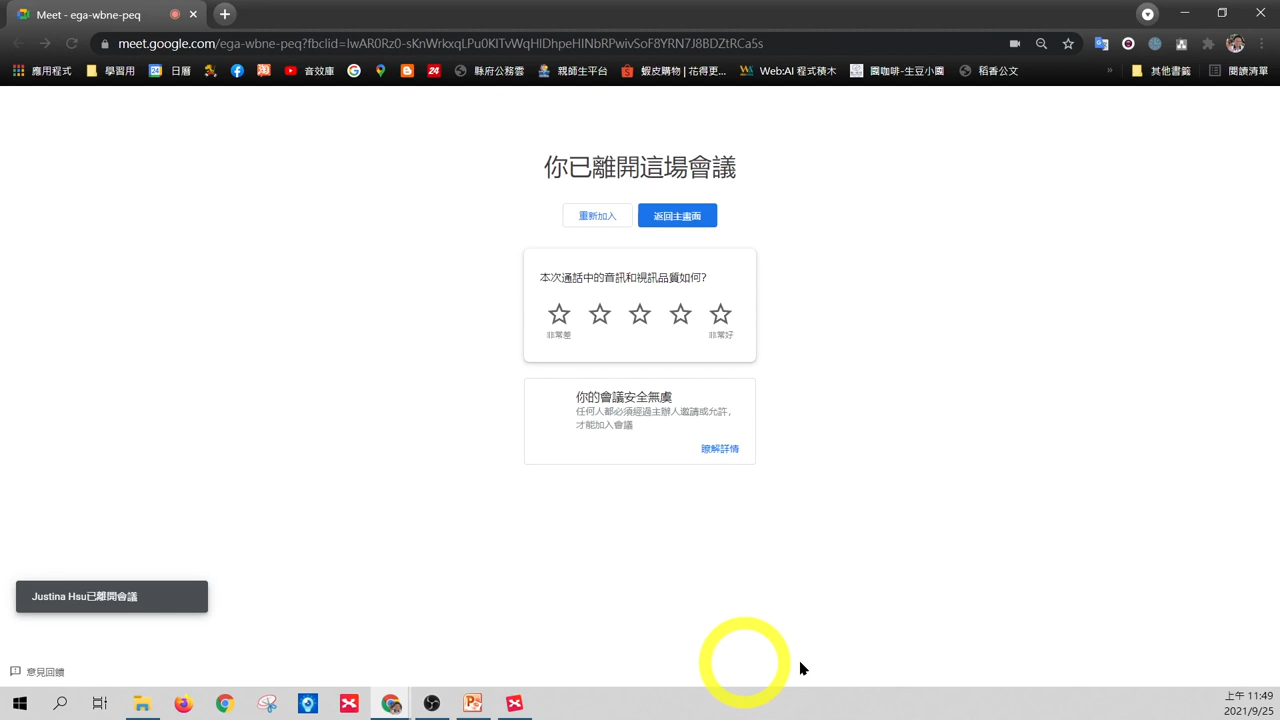 Meet - ega-wbne-peq
meet.google.com/ega-wbne-peq?fbclid=IwAR0Rz0-sKnWrkxqLPu0KITvWqHIDhpeHINbRPwivSoF8YRN7J8BDZtRCa5s
應用程式 學習用 日曆 音效庫 縣府公務雲 親師生平台 蝦皮購物 | 花得更... Web:AI 程式積木 國咖啡-生豆小園 稻香公文 » 其他書籤 閱讀清單
你已離開這場會議
重新加入 返回主畫面
本次通話中的音訊和視訊品質如何?
非常差 非常好
你的會議安全無虞
任何人都必須經過主辦人邀請或允許,
才能加入會議
瞭解詳情
Justina Hsu已離開會議
意見回饋
上午 11:49
2021/9/25